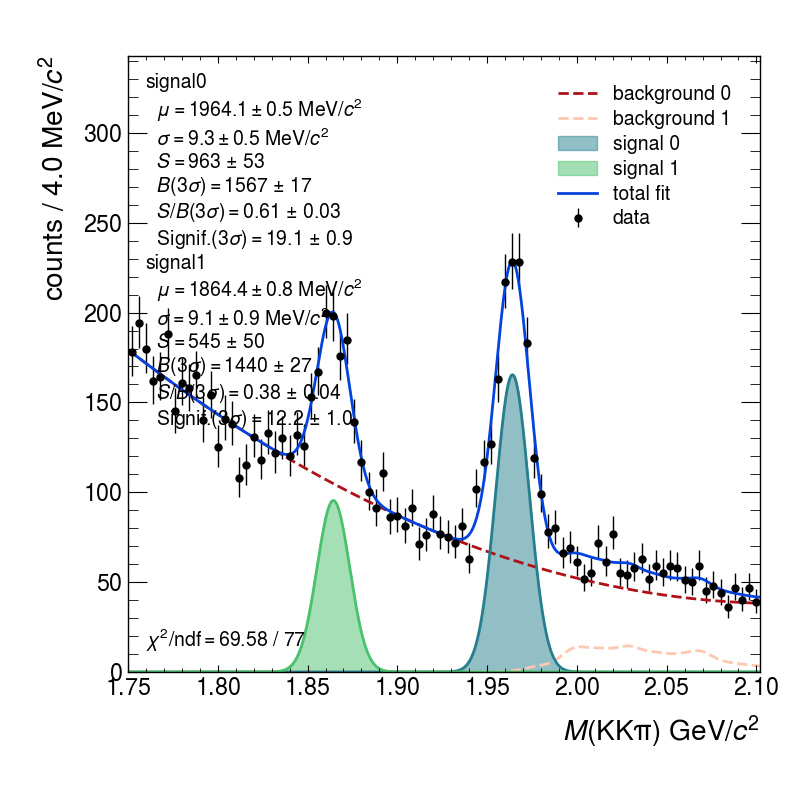 counts / 4.0 MeV/c²
300
250
200
150
100
50
0
signal0
μ = 1964.1 ± 0.5 MeV/c²
σ = 9.3 ± 0.5 MeV/c²
S = 963 ± 53
B(3σ) = 1567 ± 17
S/B(3σ) = 0.61 ± 0.03
Signif.(3σ) = 19.1 ± 0.9
signal1
μ = 1864.4 ± 0.8 MeV/c²
σ = 9.1 ± 0.9 MeV/c²
S = 545 ± 50
B(3σ) = 1440 ± 27
S/B(3σ) = 0.38 ± 0.04
Signif.(3σ) = 12.2 ± 1.0
background 0
background 1
signal 0
signal 1
total fit
data
χ²/ndf = 69.58 / 77
1.75 1.80 1.85 1.90 1.95 2.00 2.05 2.10
M(KKπ) GeV/c²